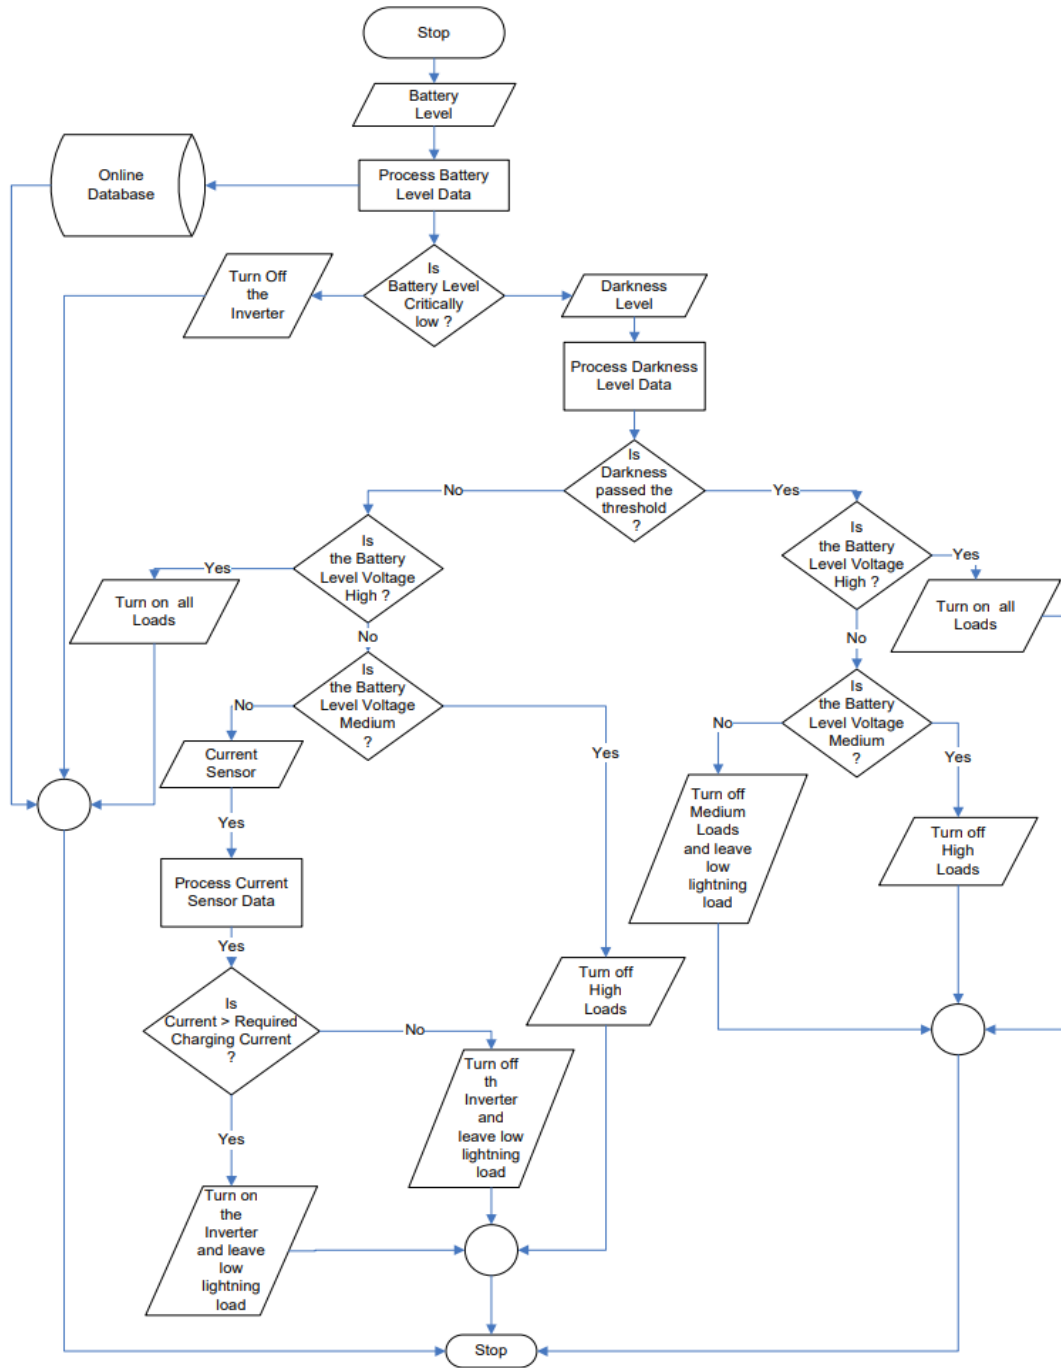 Stop
Battery
Level
Process Battery
Level Data
Online
Database
Is
Battery Level
Critically
low ?
Turn Off
the
Inverter
Darkness
Level
Process Darkness
Level Data
Is
Darkness
passed the
threshold
?
No
Yes
Is
the Battery
Level Voltage
High ?
Yes
Turn on  all
Loads
No
Is
the Battery
Level Voltage
High ?
Yes
Turn on  all
Loads
No
Is
the Battery
Level Voltage
Medium
?
No
Yes
Current
Sensor
Yes
Process Current
Sensor Data
Yes
Is
Current > Required
Charging Current
?
No
Yes
Turn off
th
Inverter
and
leave low
lightning
load
Turn on
the
Inverter
and leave
low
lightning
load
Turn off
High
Loads
Is
the Battery
Level Voltage
Medium
?
No
Yes
Turn off
Medium
Loads
and leave
low
lightning
load
Turn off
High
Loads
Stop